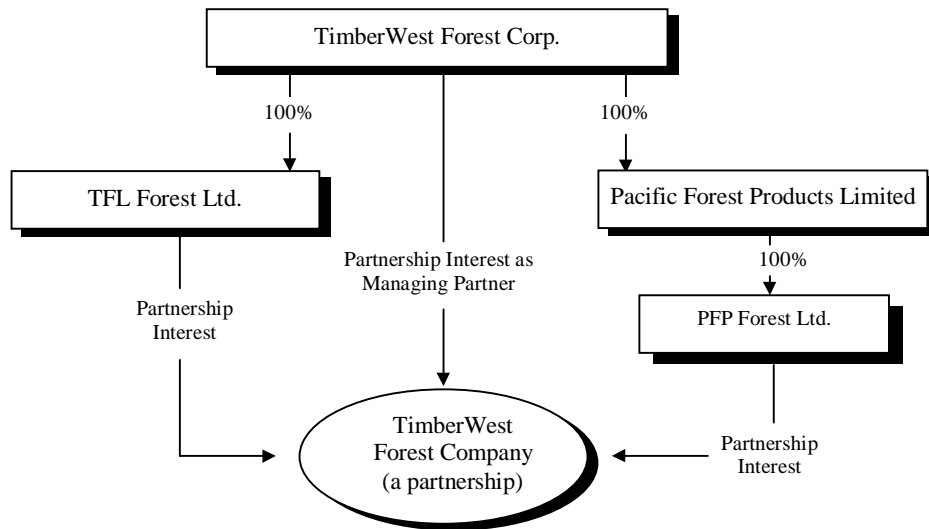 TimberWest Forest Corp.
100%
100%
TFL Forest Ltd.
Pacific Forest Products Limited
Partnership Interest as
Managing Partner
100%
Partnership
Interest
PFP Forest Ltd.
TimberWest
Forest Company
(a partnership)
Partnership
Interest